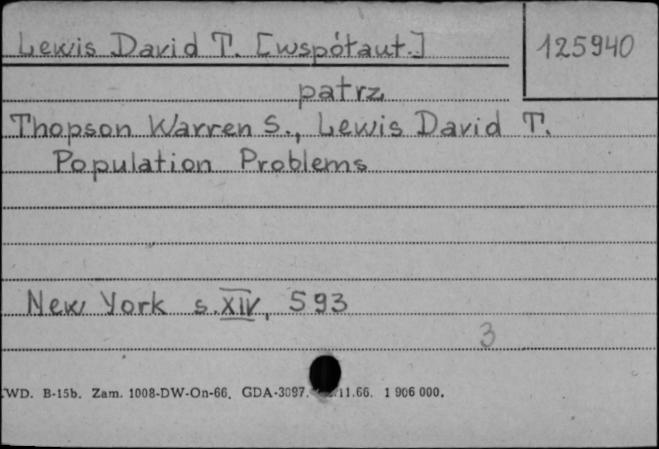 Lewis David T. [współaut.] 125940
patrz
Thopson Warren S., Lewis David T.
Population Problems
New York s. XIV, 593
3
WD. B-15b. Zam. 1008-DW-On-66. GDA-3097. 11.66. 1 906 000.